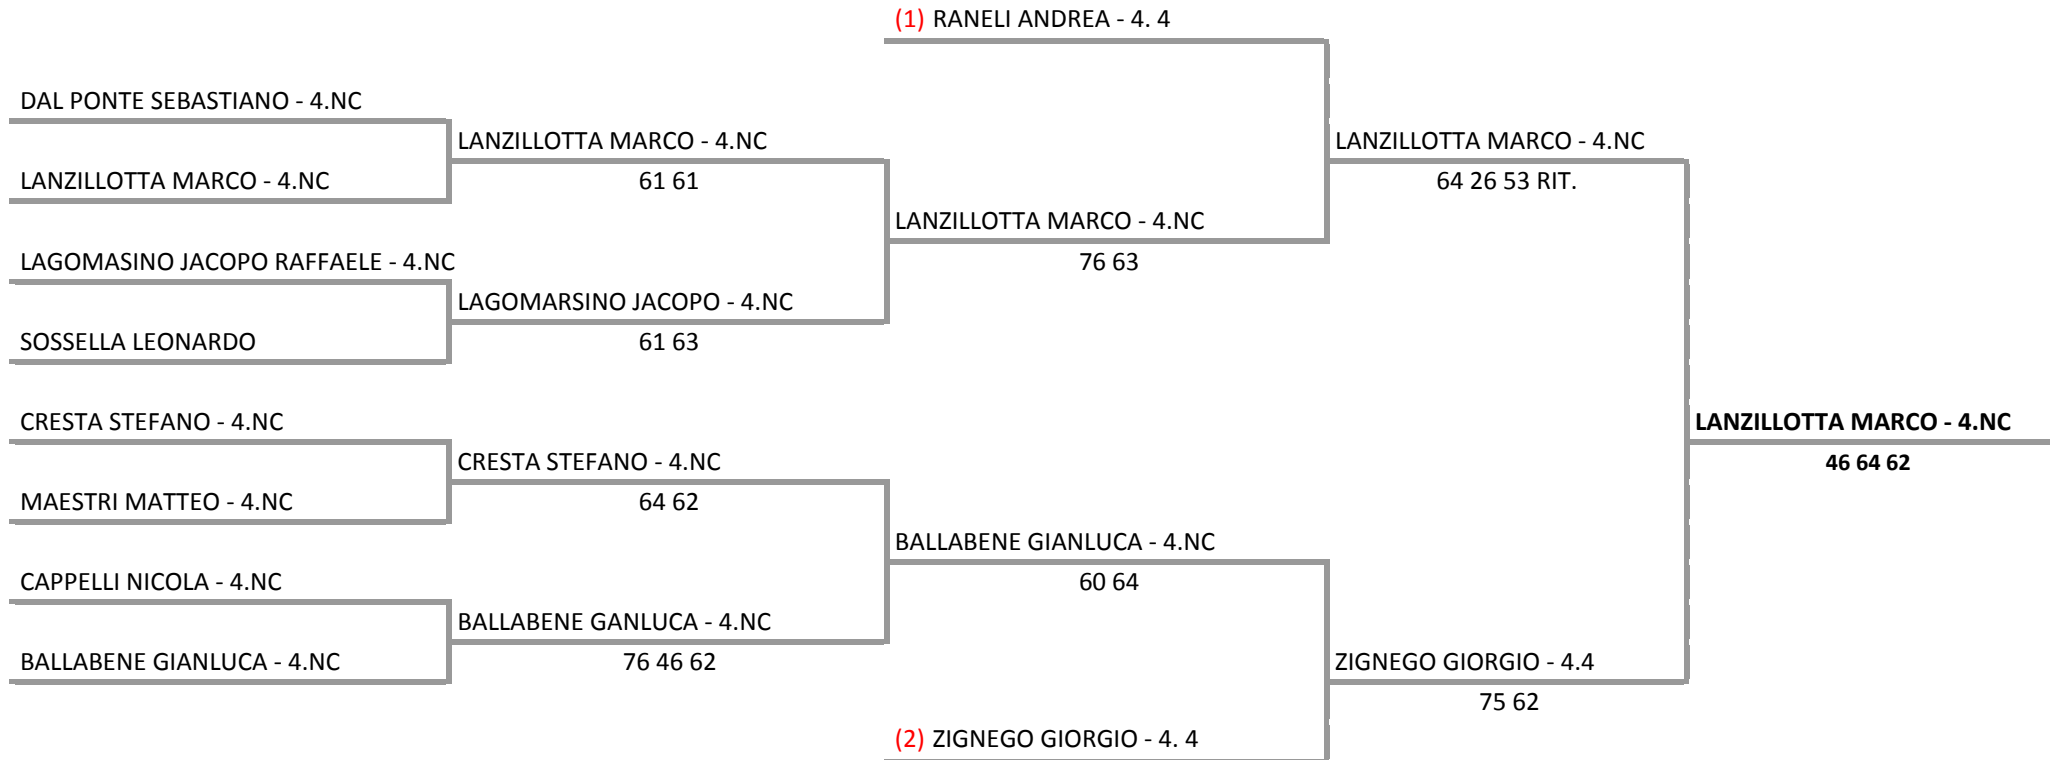 (1) RANELI ANDREA - 4. 4
DAL PONTE SEBASTIANO - 4.NC
LANZILLOTTA MARCO - 4.NC
LANZILLOTTA MARCO - 4.NC
LANZILLOTTA MARCO - 4.NC
61 61
64 26 53 RIT.
LANZILLOTTA MARCO - 4.NC
LAGOMASINO JACOPO RAFFAELE - 4.NC
76 63
LAGOMARSINO JACOPO - 4.NC
SOSSELLA LEONARDO
61 63
CRESTA STEFANO - 4.NC
LANZILLOTTA MARCO - 4.NC
CRESTA STEFANO - 4.NC
46 64 62
MAESTRI MATTEO - 4.NC
64 62
BALLABENE GIANLUCA - 4.NC
CAPPELLI NICOLA - 4.NC
60 64
BALLABENE GANLUCA - 4.NC
BALLABENE GIANLUCA - 4.NC
76 46 62
ZIGNEGO GIORGIO - 4.4
75 62
(2) ZIGNEGO GIORGIO - 4. 4